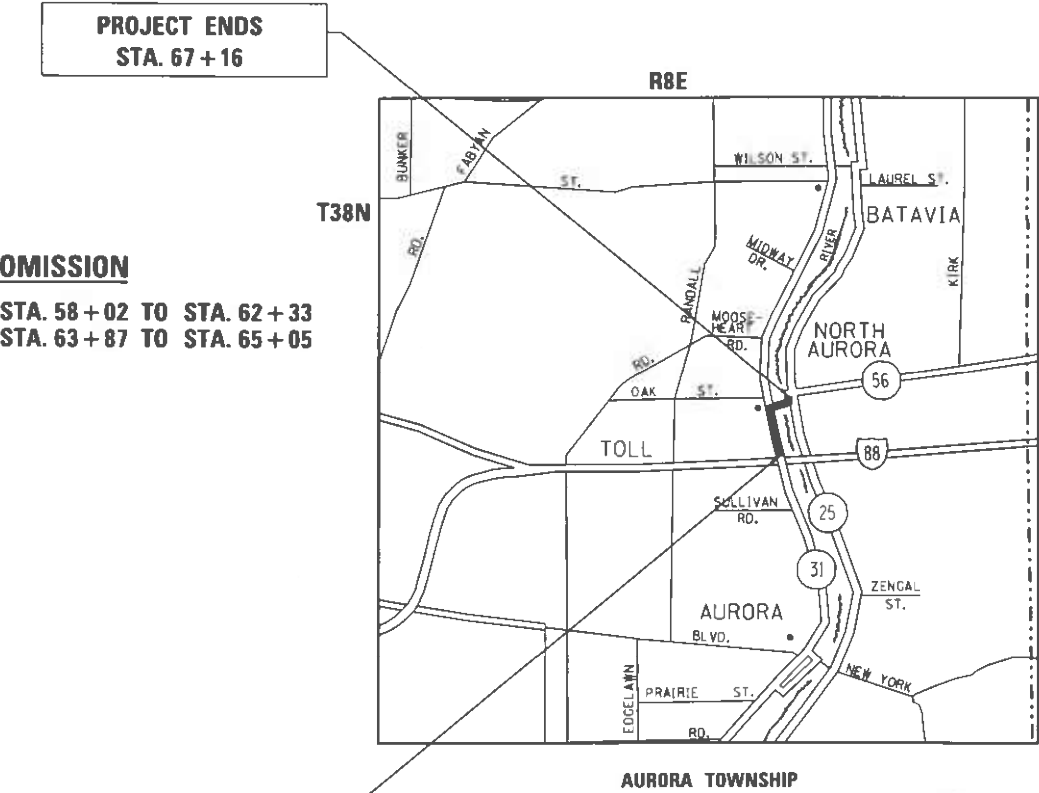 PROJECT ENDS
STA. 67+16
R8E
T38N
BUNKER
FABYAN
WILSON ST.
ST.
LAUREL ST.
BATAVIA
RD.
MIDWAY
DR.
RIVER
KIRK
RANDALL
OMISSION
STA. 58+02 TO STA. 62+33
STA. 63+87 TO STA. 65+05
MOOSE-
HEART
RD.
NORTH
AURORA
RD.
OAK ST.
56
TOLL
88
SULLIVAN
RD.
25
31
ZENGAL
ST.
AURORA
BLVD.
EDGELAWN
PRAIRIE ST.
NEW YORK
RD.
AURORA TOWNSHIP